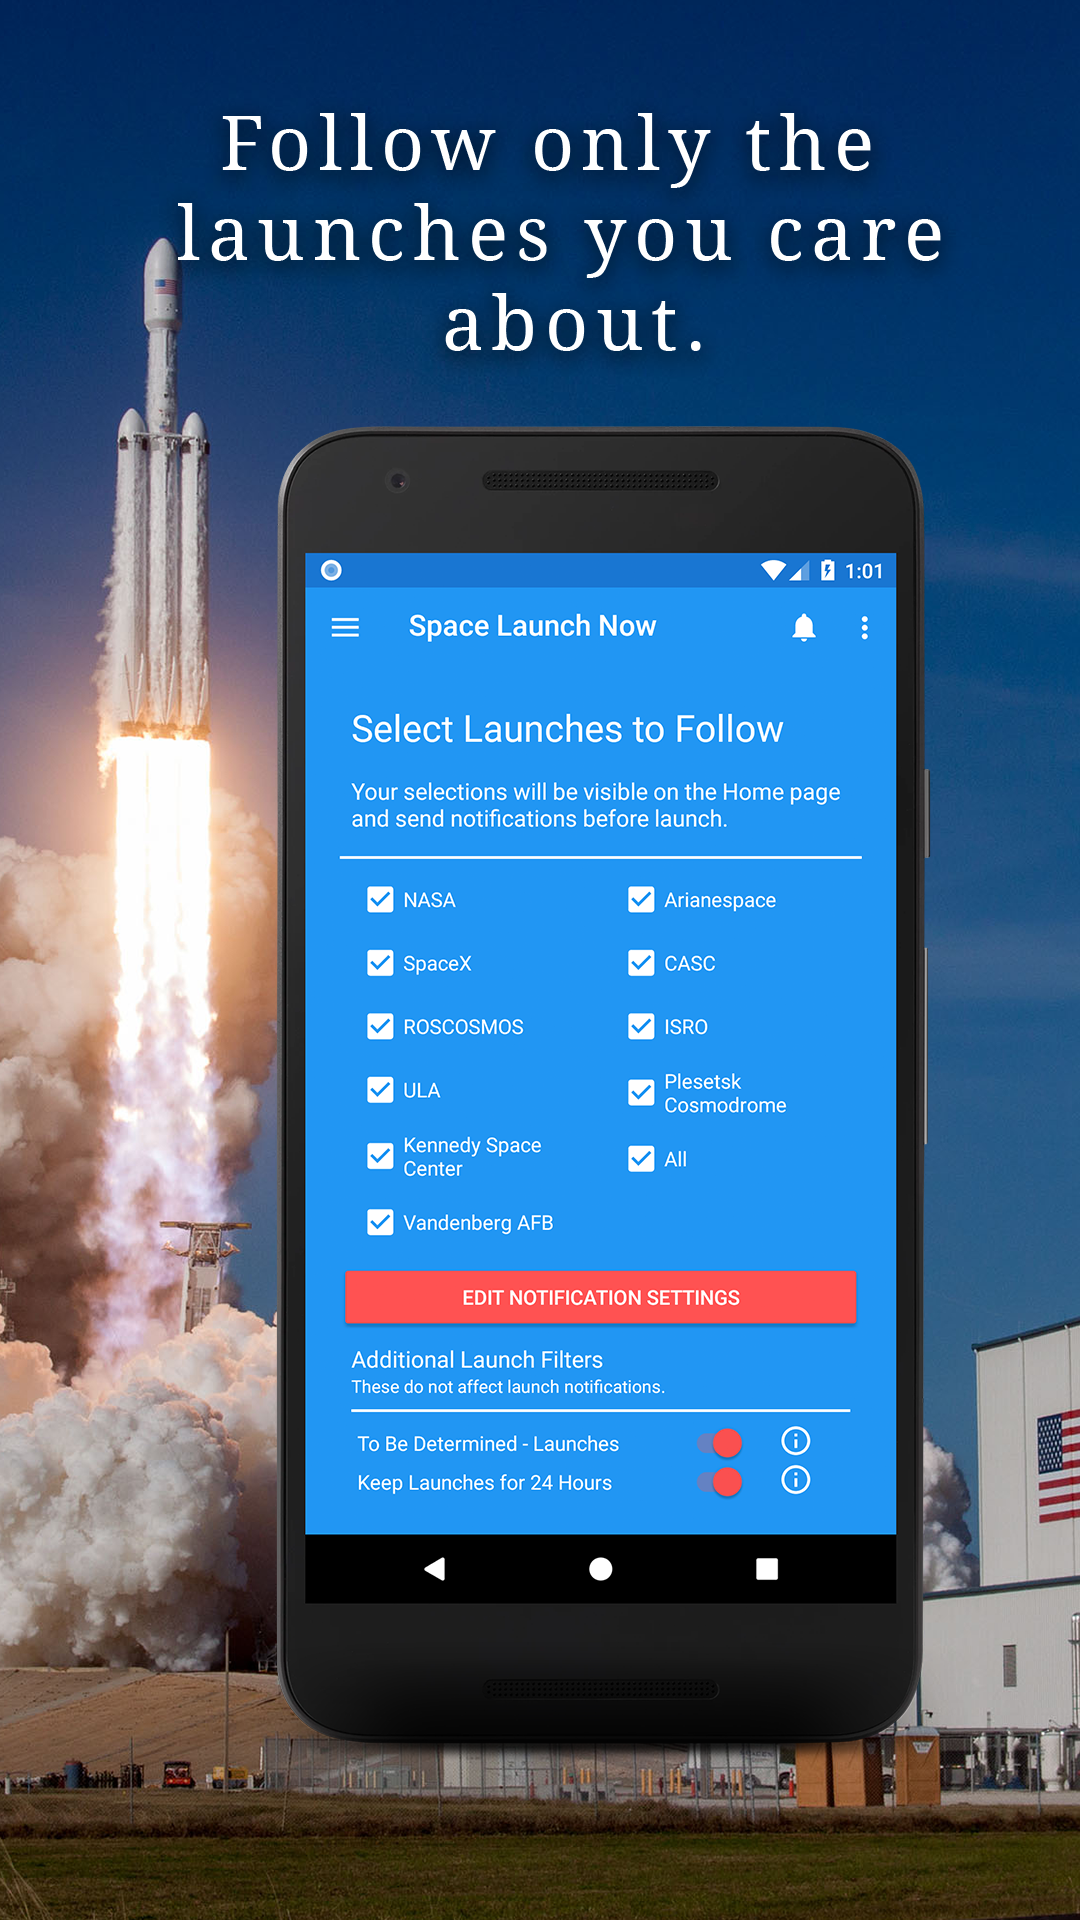 Follow only the
launches you care
about.
1:01
Space Launch Now
Select Launches to Follow
Your selections will be visible on the Home page
and send notifications before launch.
NASA
Arianespace
SpaceX
CASC
ROSCOSMOS
ISRO
ULA
Plesetsk
Cosmodrome
Kennedy Space
Center
All
Vandenberg AFB
EDIT NOTIFICATION SETTINGS
Additional Launch Filters
These do not affect launch notifications.
To Be Determined - Launches
Keep Launches for 24 Hours